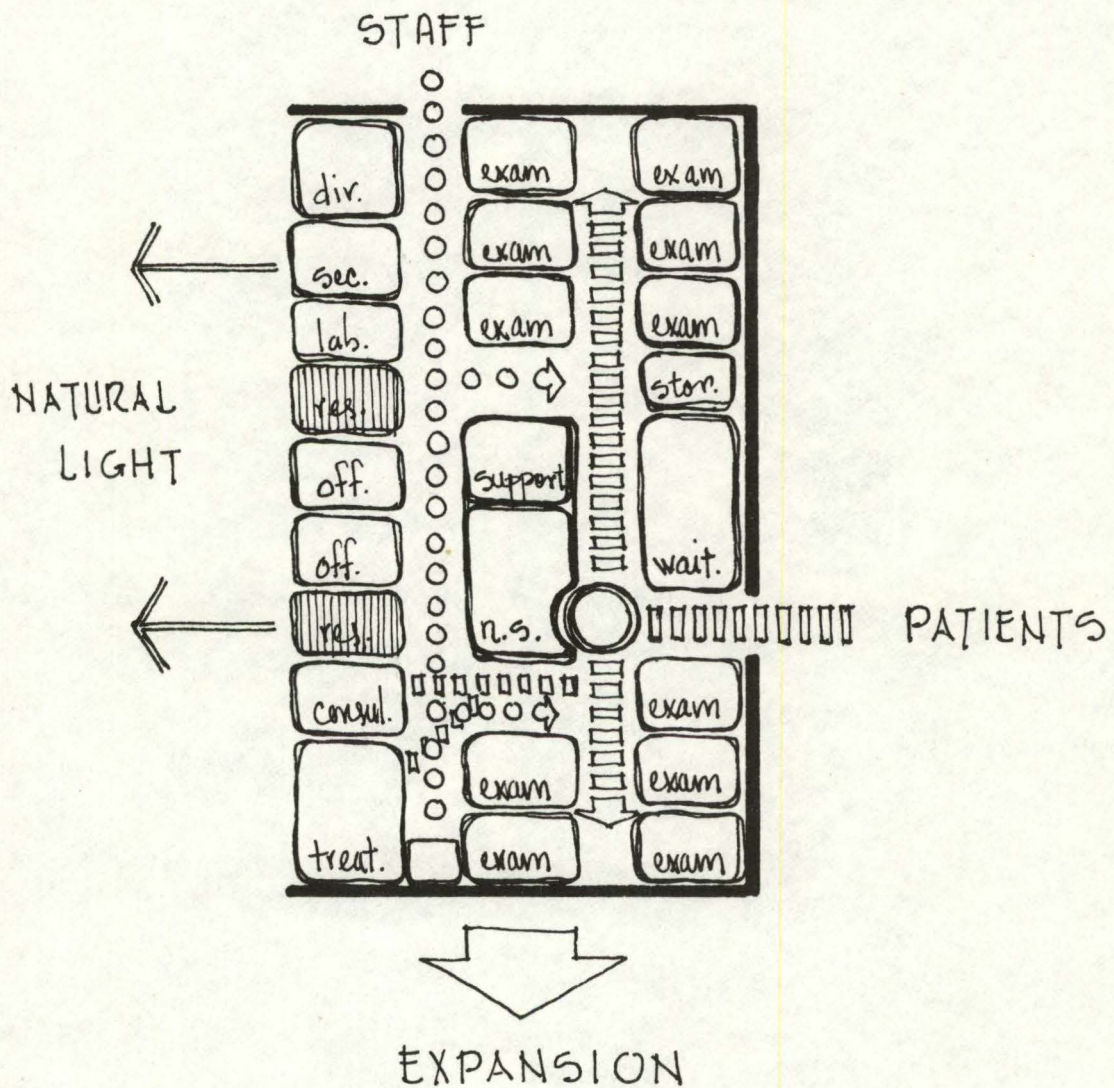 STAFF
dir.
exam
exam
sec.
exam
exam
lab.
exam
exam
NATURAL
LIGHT
res.
stor.
off.
support
off.
wait.
res.
n.s.
PATIENTS
consul.
exam
exam
exam
treat.
exam
exam
EXPANSION